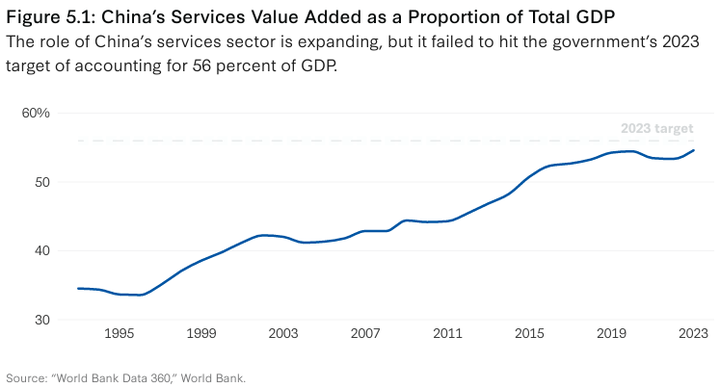 Figure 5.1: China’s Services Value Added as a Proportion of Total GDP
The role of China’s services sector is expanding, but it failed to hit the government’s 2023
target of accounting for 56 percent of GDP.
60%
2023 target
50
40
30
1995 1999 2003 2007 2011 2015 2019 2023
Source: “World Bank Data 360,” World Bank.